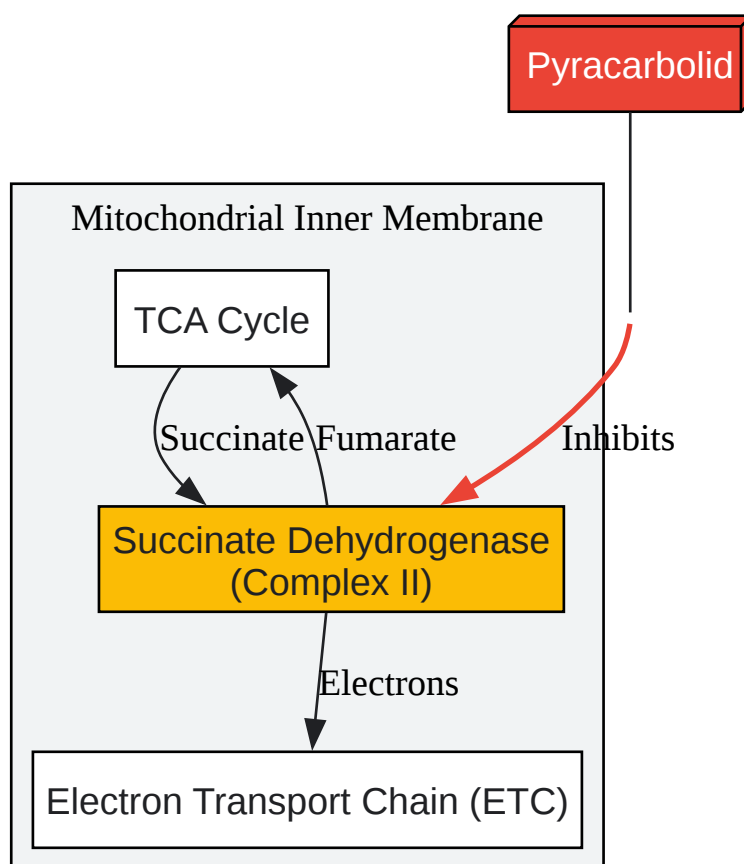 Pyracarbolid
Mitochondrial Inner Membrane
TCA Cycle
Succinate
Fumarate
Inhibits
Succinate Dehydrogenase
(Complex II)
Electrons
Electron Transport Chain (ETC)